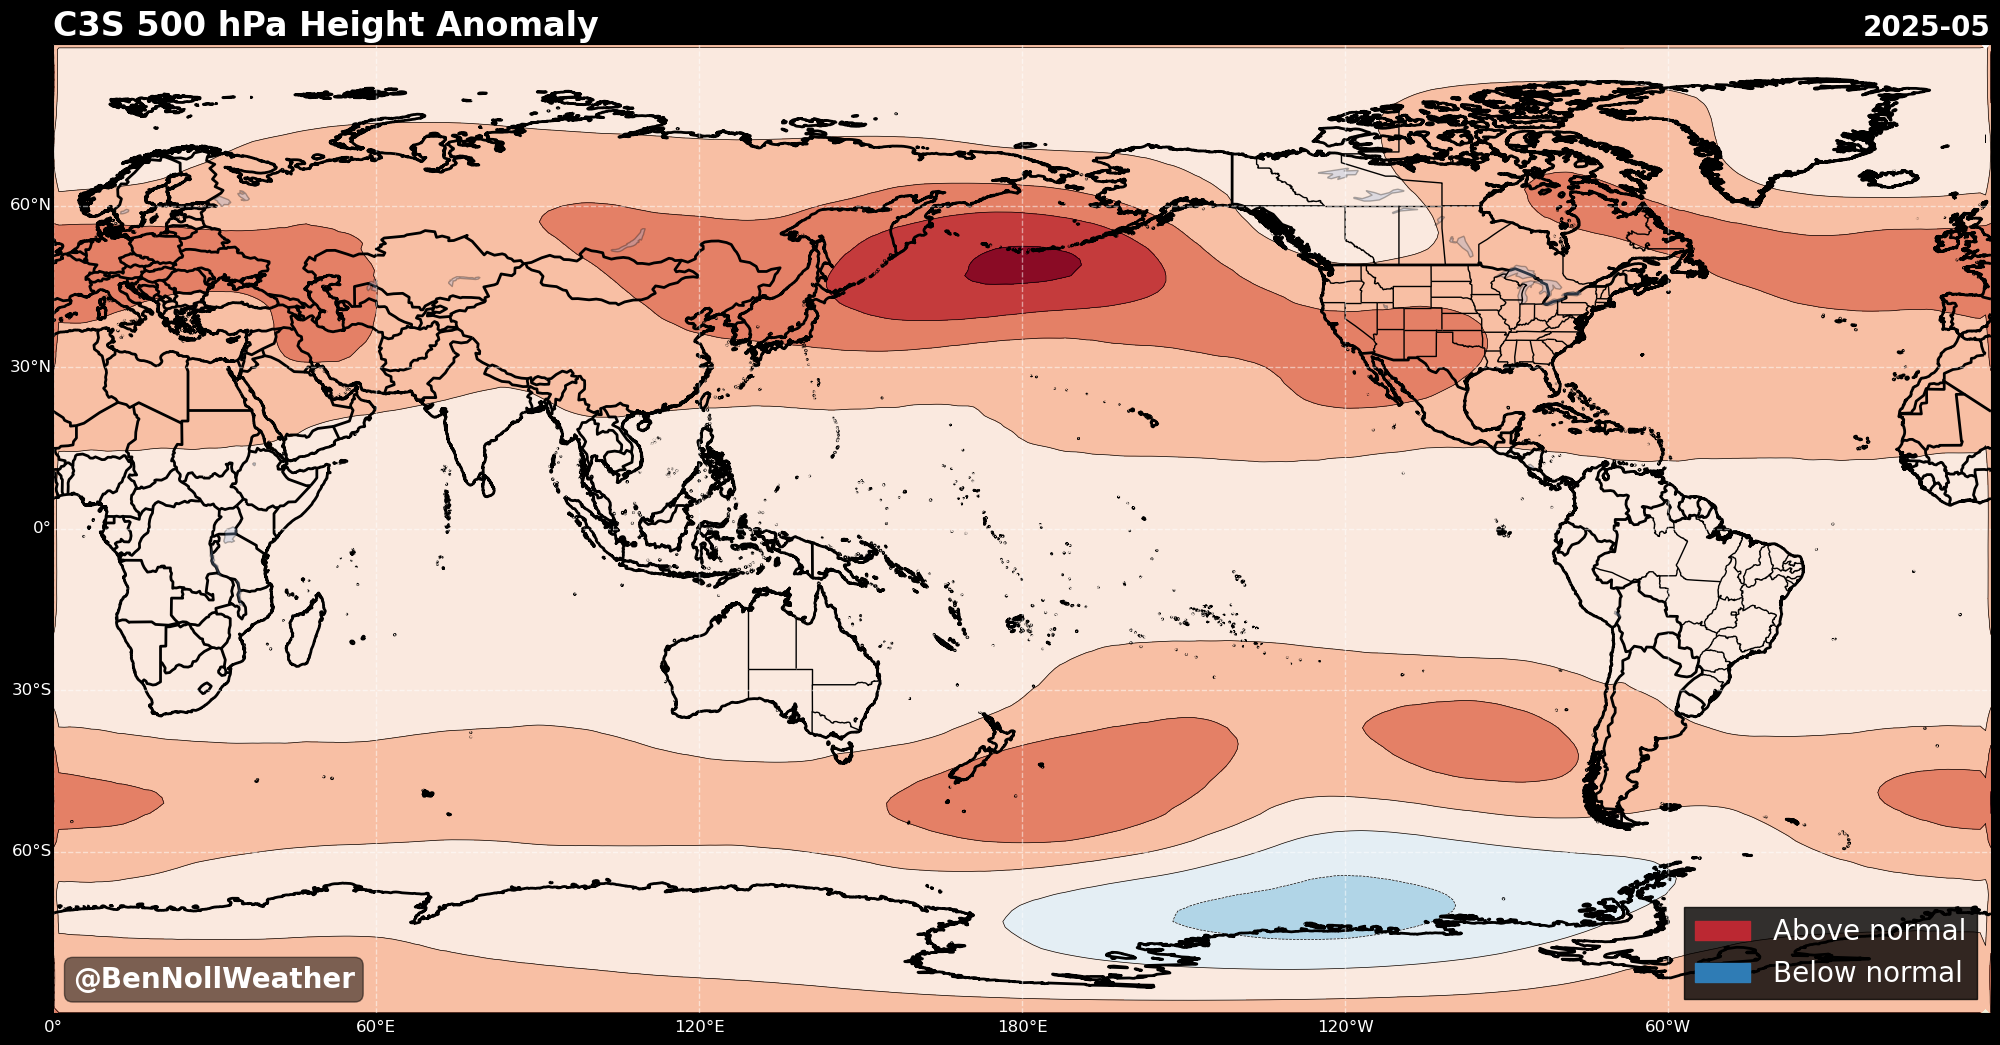 C3S 500 hPa Height Anomaly
2025-05
60°N
30°N
0°
30°S
60°S
@BenNollWeather
Above normal
Below normal
0°
60°E
120°E
180°E
120°W
60°W